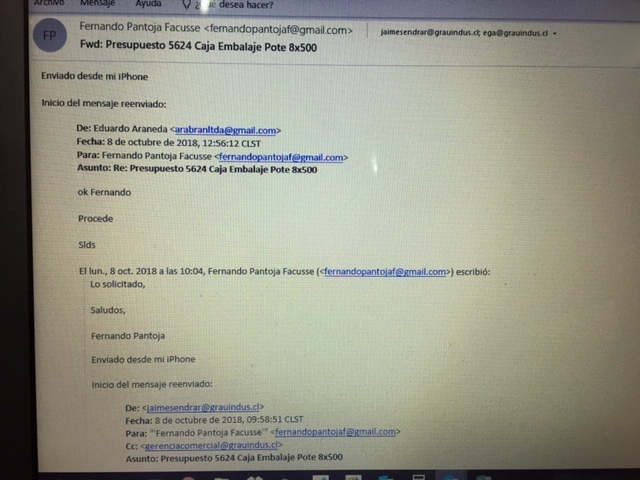 Archivo Mensaje Ayuda desea hacer?
FP
Fernando Pantoja Facusse <fernandopantojaf@gmail.com>
jaimesendrar@grauindus.cl; ega@grauindus.cl
Fwd: Presupuesto 5624 Caja Embalaje Pote 8x500
Enviado desde mi iPhone
Inicio del mensaje reenviado:
De: Eduardo Araneda <arabranltda@gmail.com>
Fecha: 8 de octubre de 2018, 12:56:12 CLST
Para: Fernando Pantoja Facusse <fernandopantojaf@gmail.com>
Asunto: Re: Presupuesto 5624 Caja Embalaje Pote 8x500
ok Fernando
Procede
Slds
El lun., 8 oct. 2018 a las 10:04, Fernando Pantoja Facusse (<fernandopantojaf@gmail.com>) escribió:
Lo solicitado,
Saludos,
Fernando Pantoja
Enviado desde mi iPhone
Inicio del mensaje reenviado:
De: <jaimesendrar@grauindus.cl>
Fecha: 8 de octubre de 2018, 09:58:51 CLST
Para: "'Fernando Pantoja Facusse'" <fernandopantojaf@gmail.com>
Cc: <gerenciacomercial@grauindus.cl>
Asunto: Presupuesto 5624 Caja Embalaje Pote 8x500